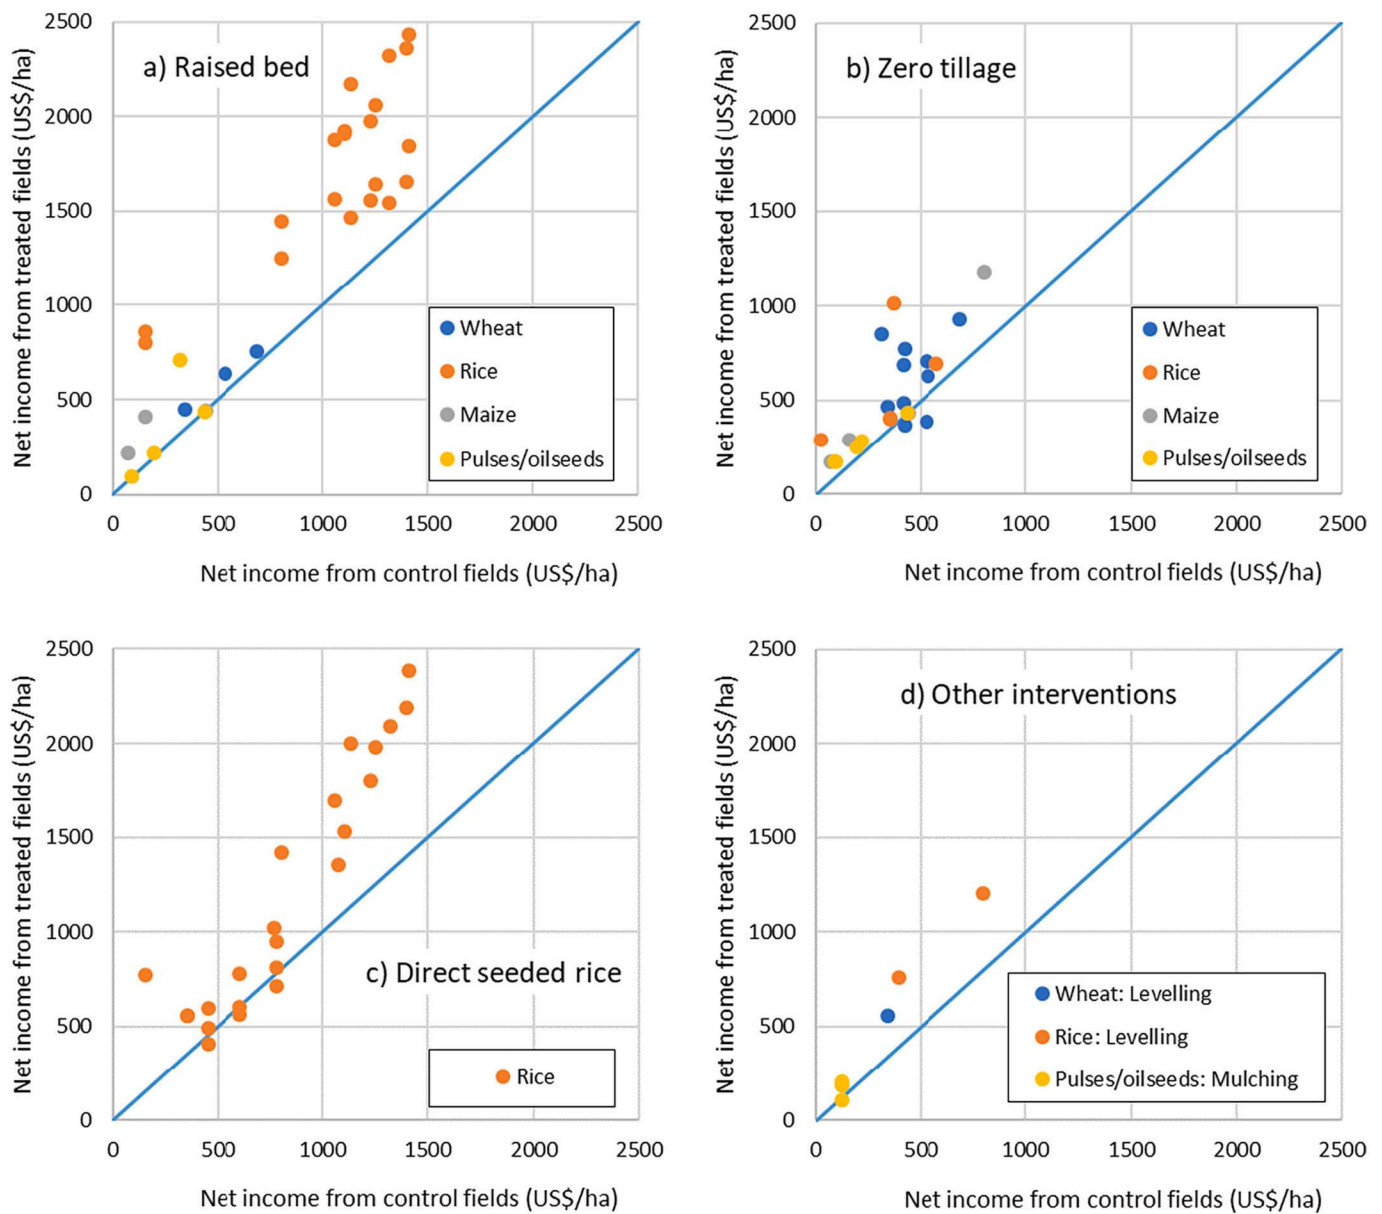 a) Raised bed
Net income from treated fields (US$/ha)
2500
2000
1500
1000
500
0
0 500 1000 1500 2000 2500
Net income from control fields (US$/ha)
Wheat
Rice
Maize
Pulses/oilseeds
b) Zero tillage
Net income from treated fields (US$/ha)
2500
2000
1500
1000
500
0
0 500 1000 1500 2000 2500
Net income from control fields (US$/ha)
Wheat
Rice
Maize
Pulses/oilseeds
c) Direct seeded rice
Net income from treated fields (US$/ha)
2500
2000
1500
1000
500
0
0 500 1000 1500 2000 2500
Net income from control fields (US$/ha)
Rice
d) Other interventions
Net income from treated fields (US$/ha)
2500
2000
1500
1000
500
0
0 500 1000 1500 2000 2500
Net income from control fields (US$/ha)
Wheat: Levelling
Rice: Levelling
Pulses/oilseeds: Mulching